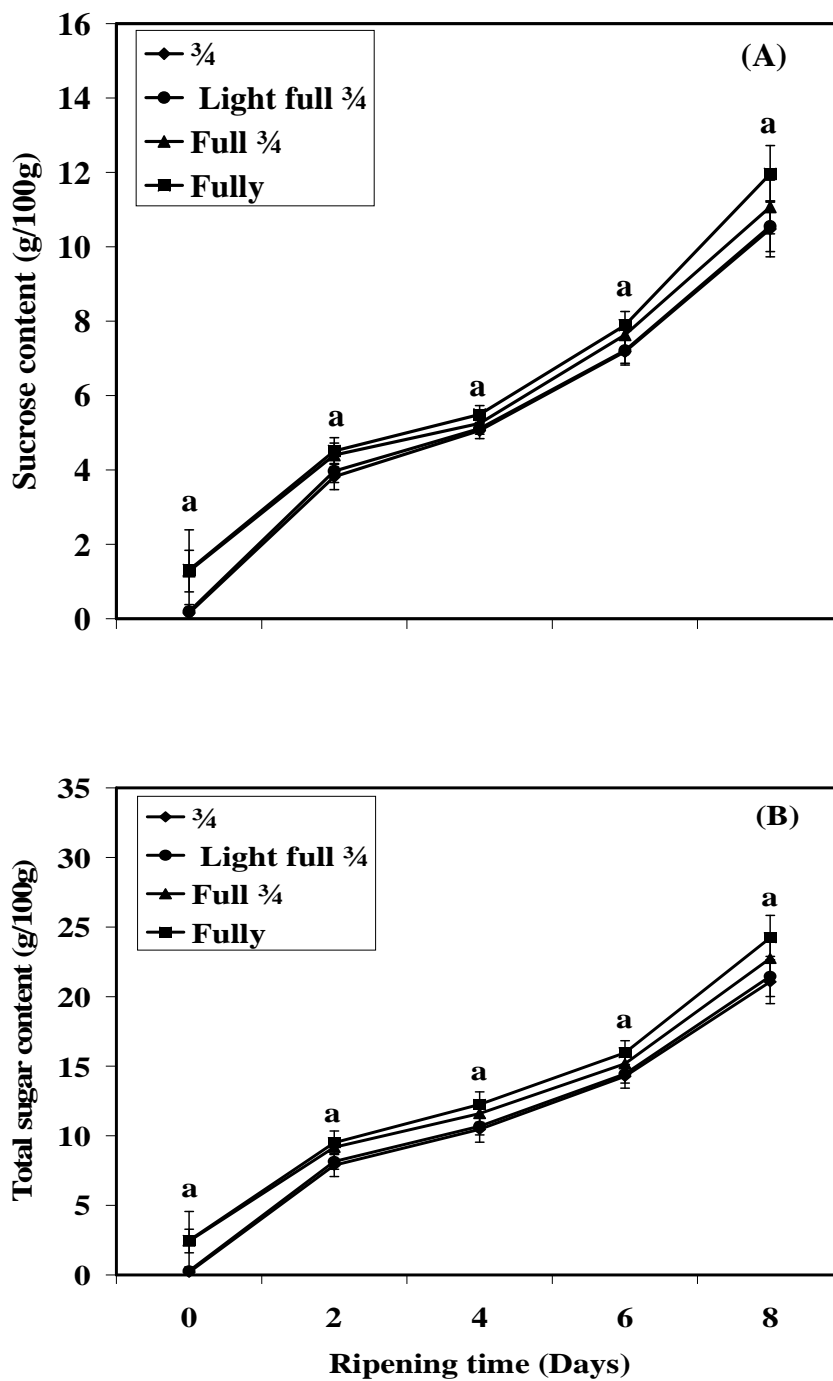 16
14
12
10
8
6
4
2
0
Sucrose content (g/100g)
¾
Light full ¾
Full ¾
Fully
(A)
a
a
a
a
a
35
30
25
20
15
10
5
0
Total sugar content (g/100g)
¾
Light full ¾
Full ¾
Fully
(B)
a
a
a
a
a
0 2 4 6 8
Ripening time (Days)